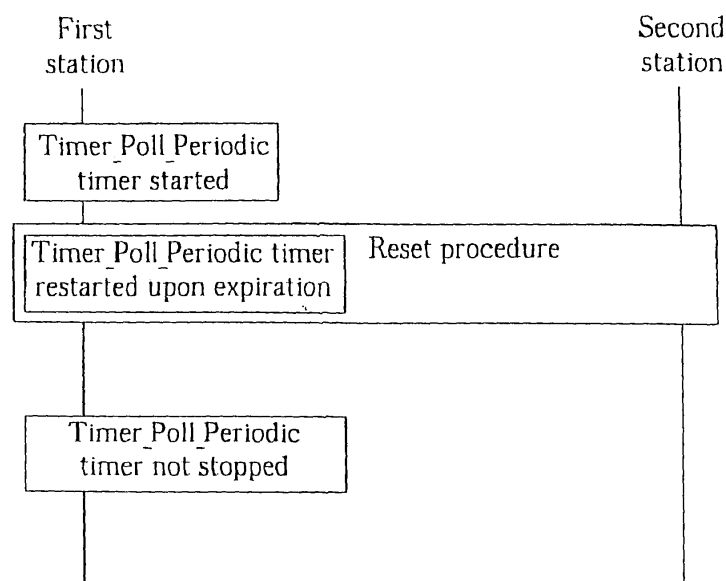 First
station
Second
station
Timer_Poll_Periodic
timer started
Timer_Poll_Periodic timer
restarted upon expiration
Reset procedure
Timer_Poll_Periodic
timer not stopped